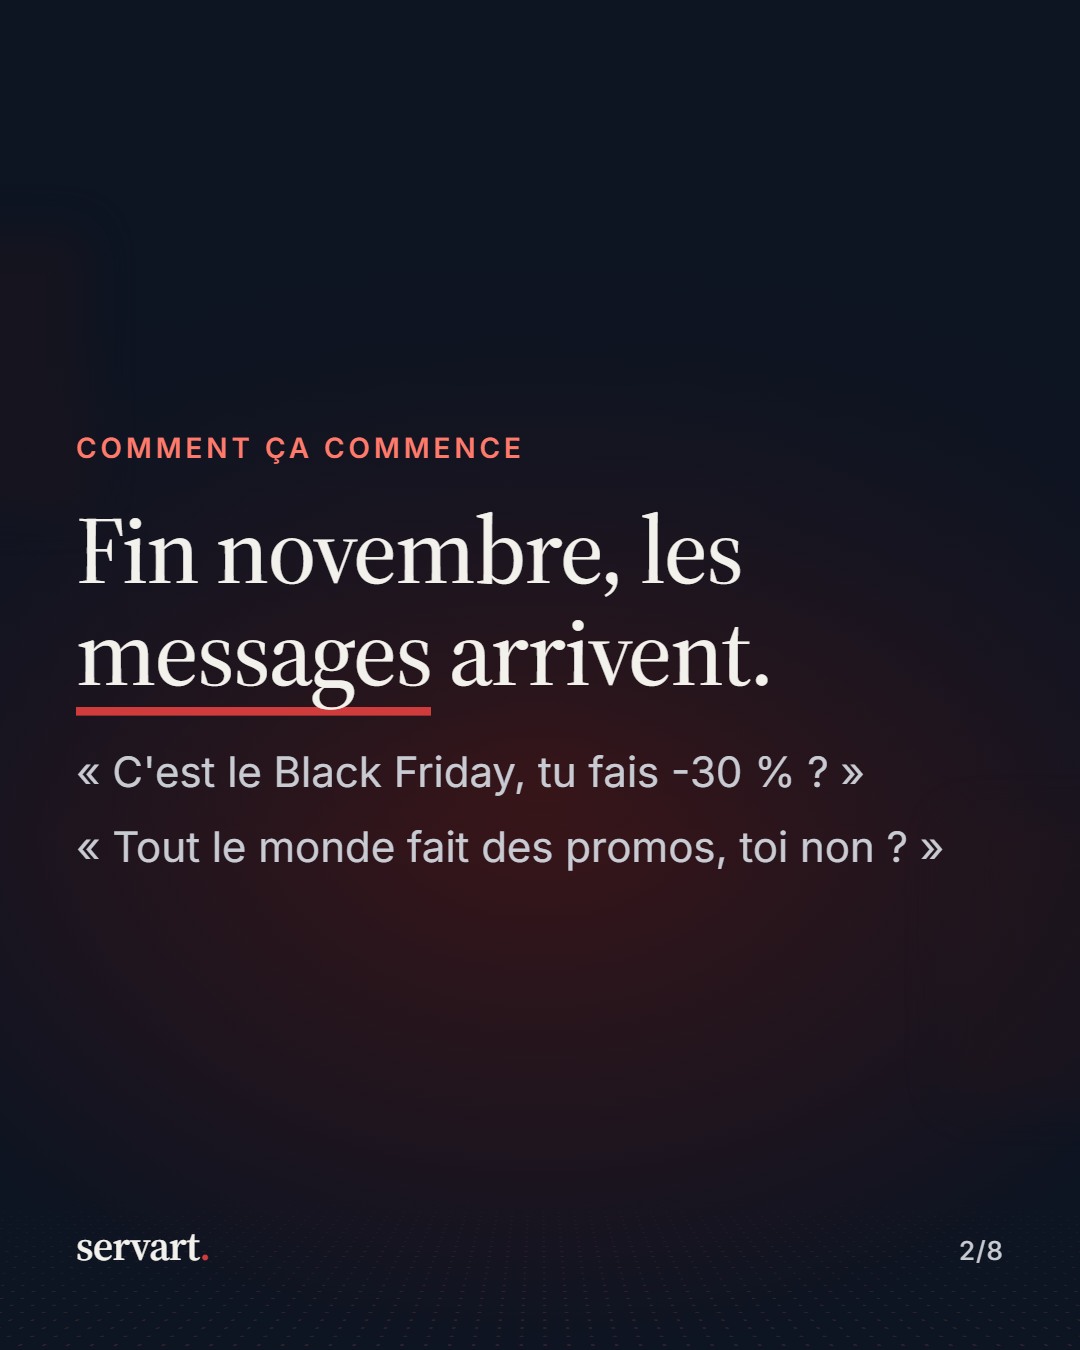 COMMENT ÇA COMMENCE
Fin novembre, les
messages arrivent.
« C'est le Black Friday, tu fais -30 % ? »
« Tout le monde fait des promos, toi non ? »
servart.
2/8